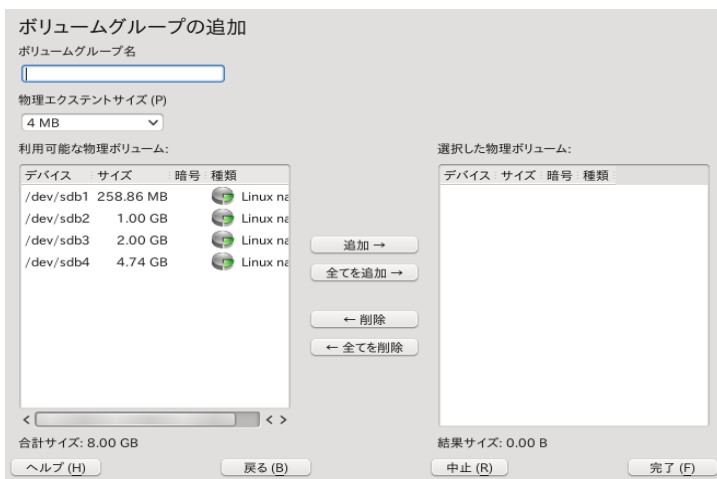 ボリュームグループの追加
ボリュームグループ名
物理エクステントサイズ (P)
4 MB
利用可能な物理ボリューム:
デバイス サイズ 暗号 種類
/dev/sdb1 258.86 MB Linux na
/dev/sdb2 1.00 GB Linux na
/dev/sdb3 2.00 GB Linux na
/dev/sdb4 4.74 GB Linux na
合計サイズ: 8.00 GB
追加 →
全てを追加 →
← 削除
← 全てを削除
選択した物理ボリューム:
デバイス サイズ 暗号 種類
結果サイズ: 0.00 B
ヘルプ (H) 戻る (B) 中止 (R) 完了 (F)